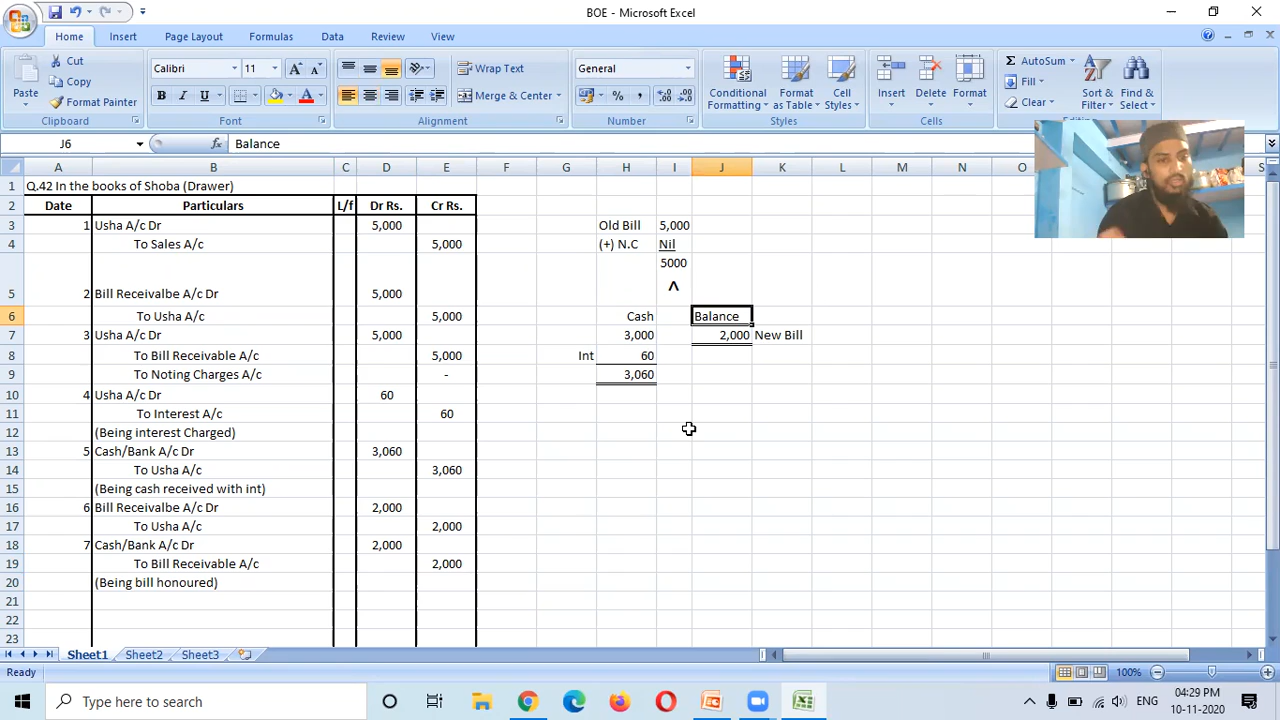 BOE - Microsoft Excel
Home Insert Page Layout Formulas Data Review View
Cut
Copy
Format Painter
Paste
Clipboard
Calibri 11
Font
Wrap Text
Merge & Center
Alignment
General
Number
Conditional Formatting
Format as Table
Cell Styles
Styles
Insert Delete Format
Cells
AutoSum
Fill
Clear
Sort & Filter
Find & Select
J6 fx Balance
A B C D E F G H I J K L M N O S
1 Q.42 In the books of Shoba (Drawer)
2 Date Particulars L/f Dr Rs. Cr Rs.
3 1 Usha A/c Dr 5,000 Old Bill 5,000
4 To Sales A/c 5,000 (+) N.C Nil
5000
^
5 2 Bill Receivalbe A/c Dr 5,000
6 To Usha A/c 5,000 Cash Balance
7 3 Usha A/c Dr 5,000 3,000 2,000 New Bill
8 To Bill Receivable A/c 5,000 Int 60
9 To Noting Charges A/c - 3,060
10 4 Usha A/c Dr 60
11 To Interest A/c 60
12 (Being interest Charged)
13 5 Cash/Bank A/c Dr 3,060
14 To Usha A/c 3,060
15 (Being cash received with int)
16 6 Bill Receivalbe A/c Dr 2,000
17 To Usha A/c 2,000
18 7 Cash/Bank A/c Dr 2,000
19 To Bill Receivable A/c 2,000
20 (Being bill honoured)
21
22
23
Sheet1 Sheet2 Sheet3
Ready 100%
Type here to search
04:29 PM
10-11-2020